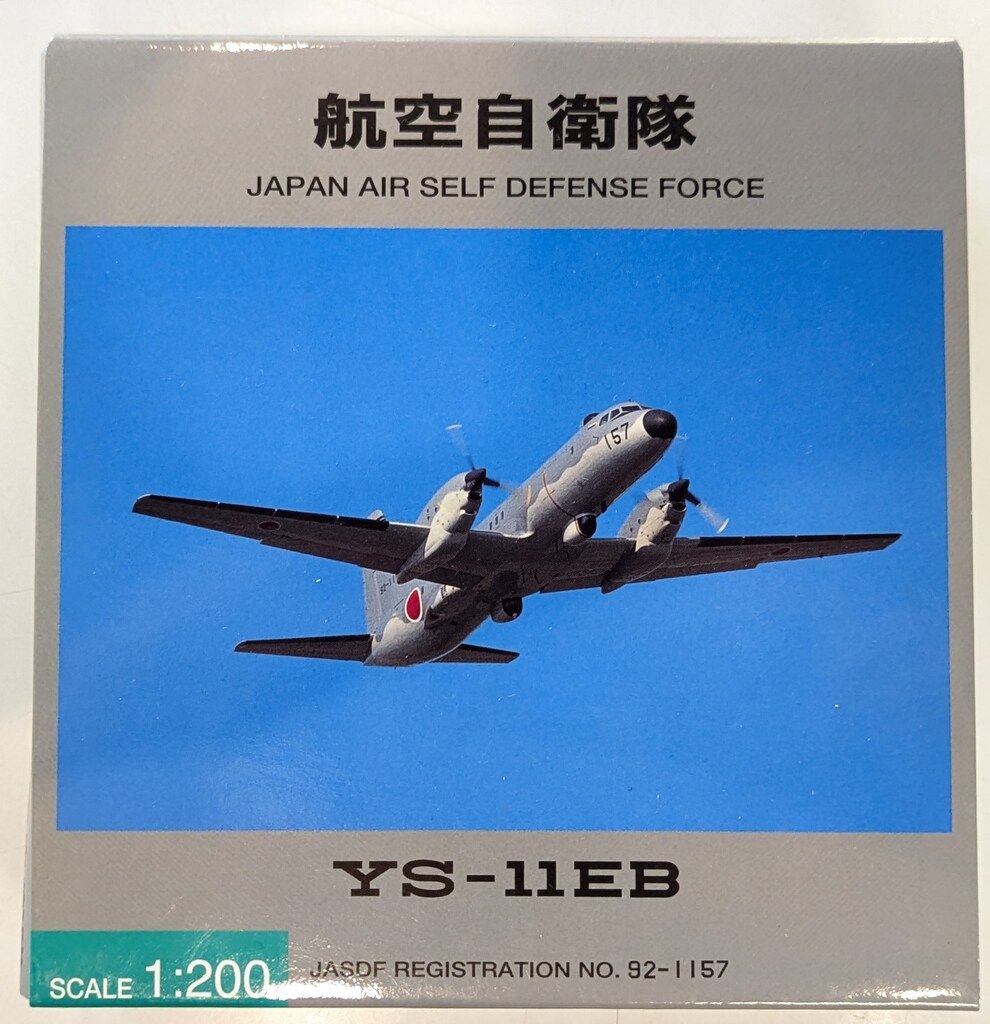 航空自衛隊
JAPAN AIR SELF DEFENSE FORCE
157
YS-11EB
SCALE 1:200
JASDF REGISTRATION NO. 92-1157